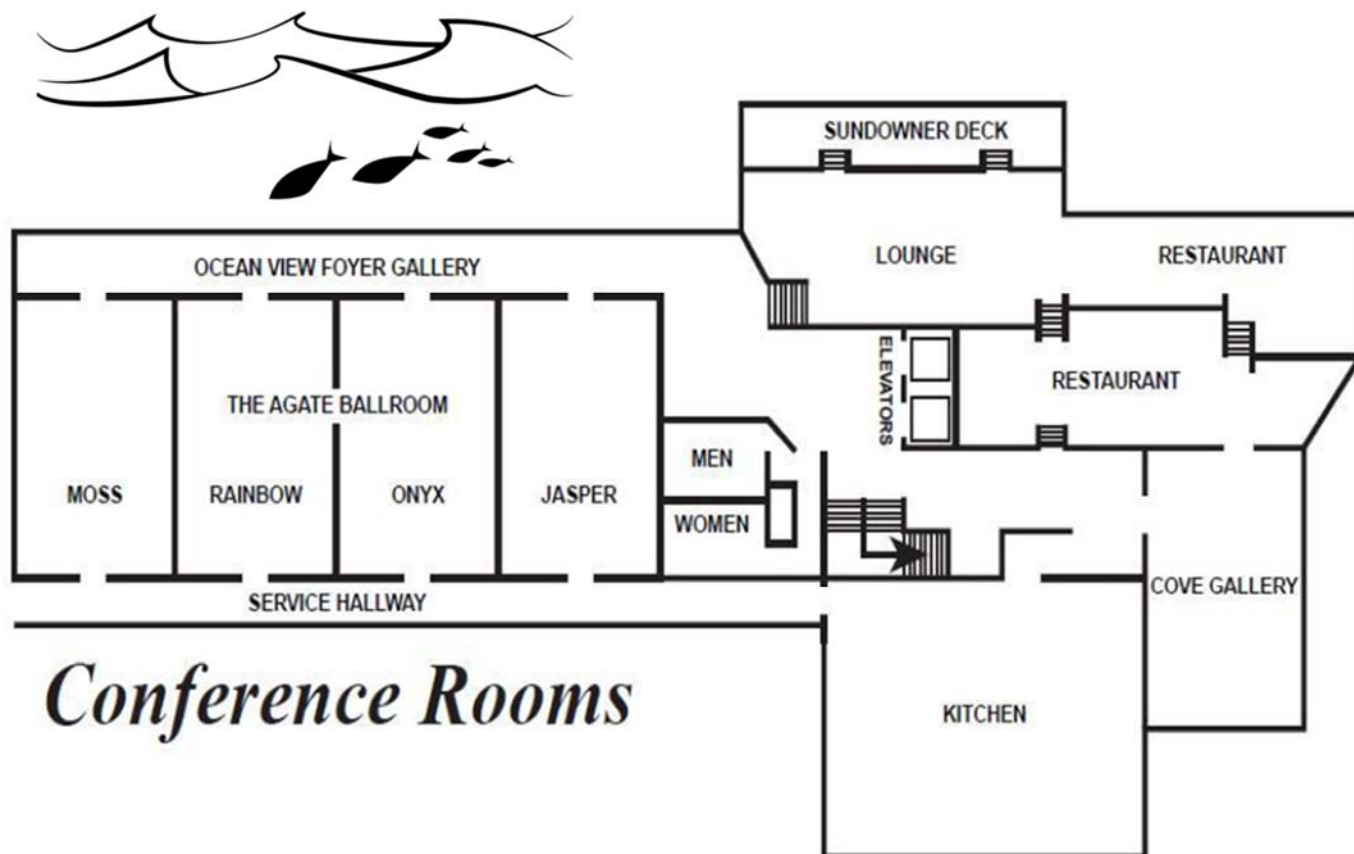 SUNDOWNER DECK
LOUNGE
RESTAURANT
OCEAN VIEW FOYER GALLERY
ELEVATORS
RESTAURANT
THE AGATE BALLROOM
MEN
MOSS
RAINBOW
ONYX
JASPER
WOMEN
COVE GALLERY
SERVICE HALLWAY
Conference Rooms
KITCHEN